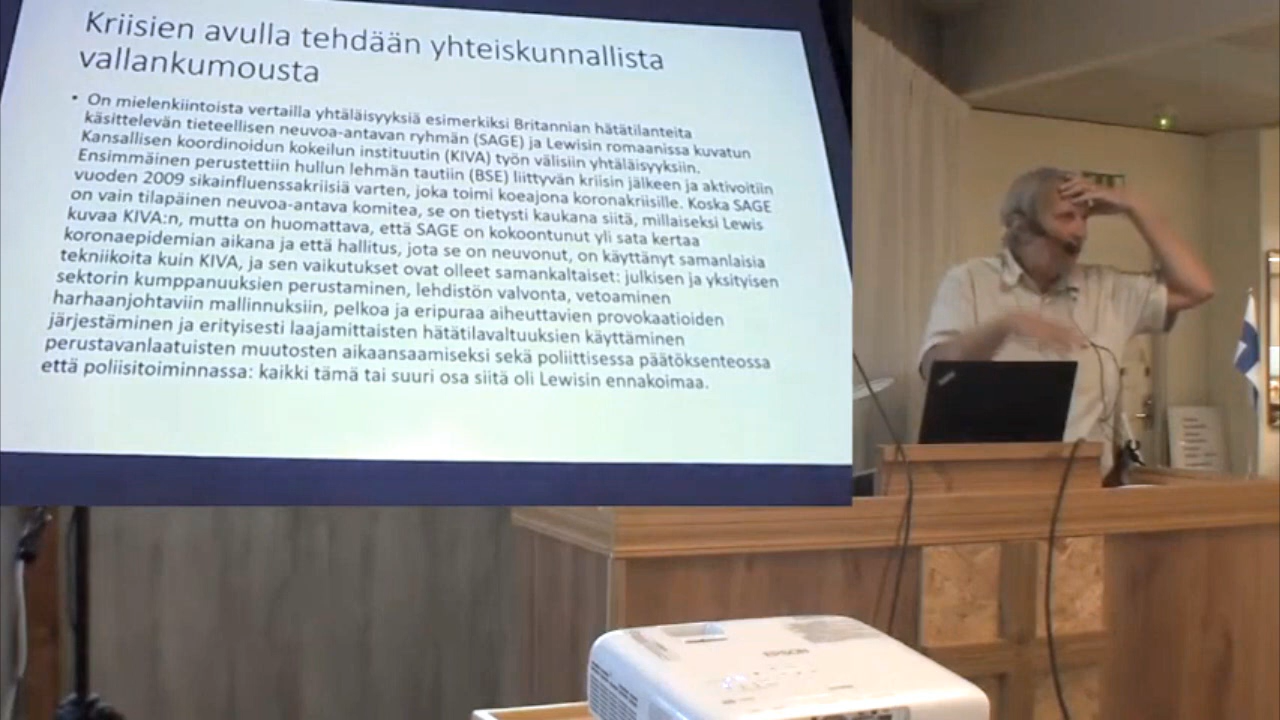 Kriisien avulla tehdään yhteiskunnallista
vallankumousta
• On mielenkiintoista vertailla yhtäläisyyksiä esimerkiksi Britannian hätätilanteita
käsittelevän tieteellisen neuvoa-antavan ryhmän (SAGE) ja Lewisin romaanissa kuvatun
Kansallisen koordinoidun kokeilun instituutin (KIVA) työn välisiin yhtäläisyyksiin.
Ensimmäinen perustettiin hullun lehmän tautiin (BSE) liittyvän kriisin jälkeen ja aktivoitiin
vuoden 2009 sikainfluenssakriisiä varten, joka toimi koeajona koronakriisille. Koska SAGE
on vain tilapäinen neuvoa-antava komitea, se on tietysti kaukana siitä, millaiseksi Lewis
kuvaa KIVA:n, mutta on huomattava, että SAGE on kokoontunut yli sata kertaa
koronaepidemian aikana ja että hallitus, jota se on neuvonut, on käyttänyt samanlaisia
tekniikoita kuin KIVA, ja sen vaikutukset ovat olleet samankaltaiset: julkisen ja yksityisen
sektorin kumppanuuksien perustaminen, lehdistön valvonta, vetoaminen
harhaanjohtaviin mallinnuksiin, pelkoa ja eripuraa aiheuttavien provokaatioiden
järjestäminen ja erityisesti laajamittaisten hätätilavaltuuksien käyttäminen
perustavanlaatuisten muutosten aikaansaamiseksi sekä poliittisessa päätöksenteossa
että poliisitoiminnassa: kaikki tämä tai suuri osa siitä oli Lewisin ennakoimaa.
EPSON